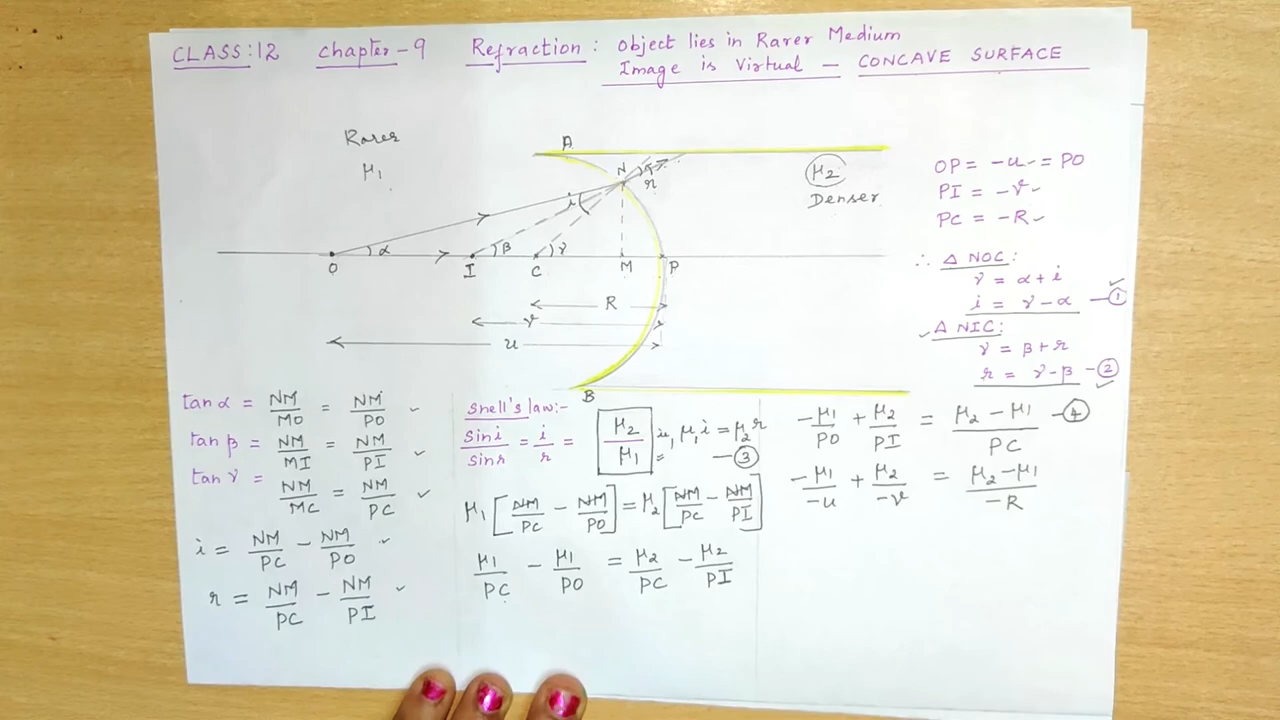 CLASS:12 chapter-9 Refraction: Object lies in Rarer Medium
Image is Virtual — CONCAVE SURFACE
Rarer
μ₁
A
N
r
i
α
β
γ
O
I
C
M
P
R
v
u
B
μ₂
Denser
OP = -u = PO
PI = -v
PC = -R
∴ Δ NOC:
γ = α + i
i = γ - α —①
Δ NIC:
γ = β + r
r = γ - β —②
tan α = NM/MO = NM/PO
tan β = NM/MI = NM/PI
tan γ = NM/MC = NM/PC
i = NM/PC - NM/PO
r = NM/PC - NM/PI
Snell's law:-
sin i/sin r = i/r = μ₂/μ₁ ie, μ₁i = μ₂r —③
μ₁[NM/PC - NM/PO] = μ₂[NM/PC - NM/PI]
μ₁/PC - μ₁/PO = μ₂/PC - μ₂/PI
-μ₁/PO + μ₂/PI = μ₂ - μ₁/PC —④
-μ₁/-u + μ₂/-v = μ₂ - μ₁/-R